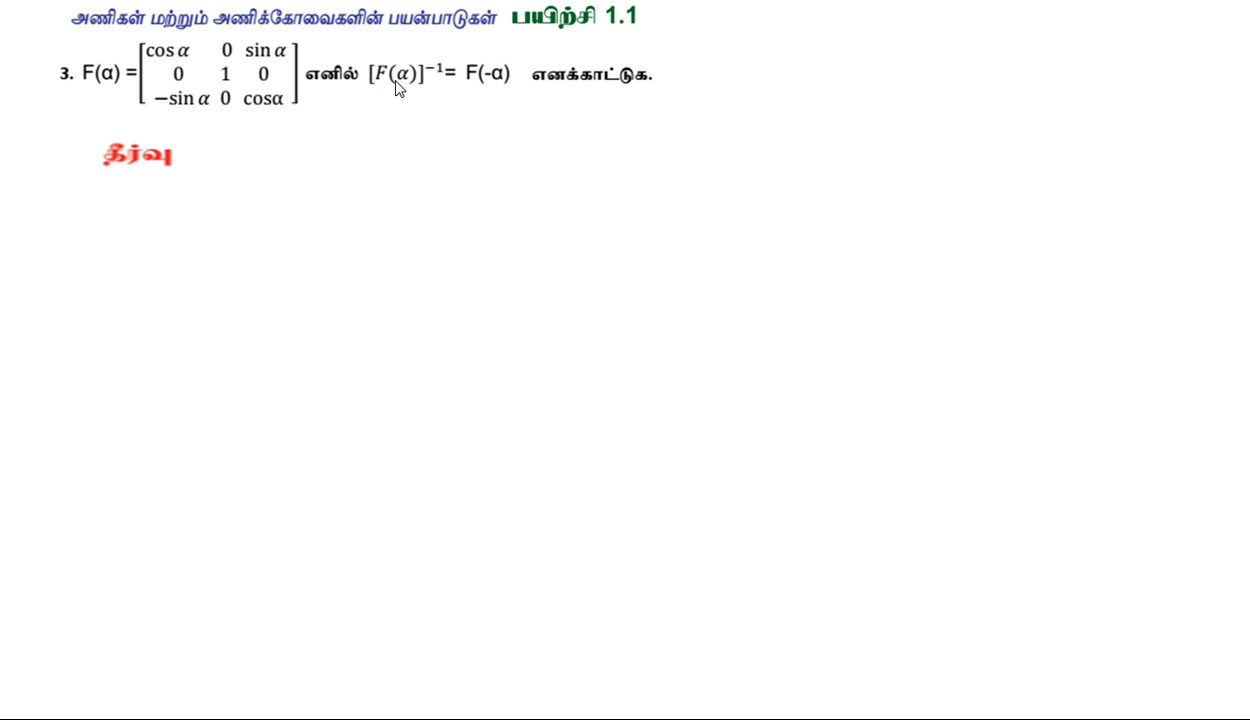 அணிகள் மற்றும் அணிக்கோவைகளின் பயன்பாடுகள் பயிற்சி 1.1
3. F(α) = [cos α 0 sin α
0 1 0
−sin α 0 cosα] எனில் [F(α)]⁻¹= F(-α) எனக்காட்டுக.
தீர்வு